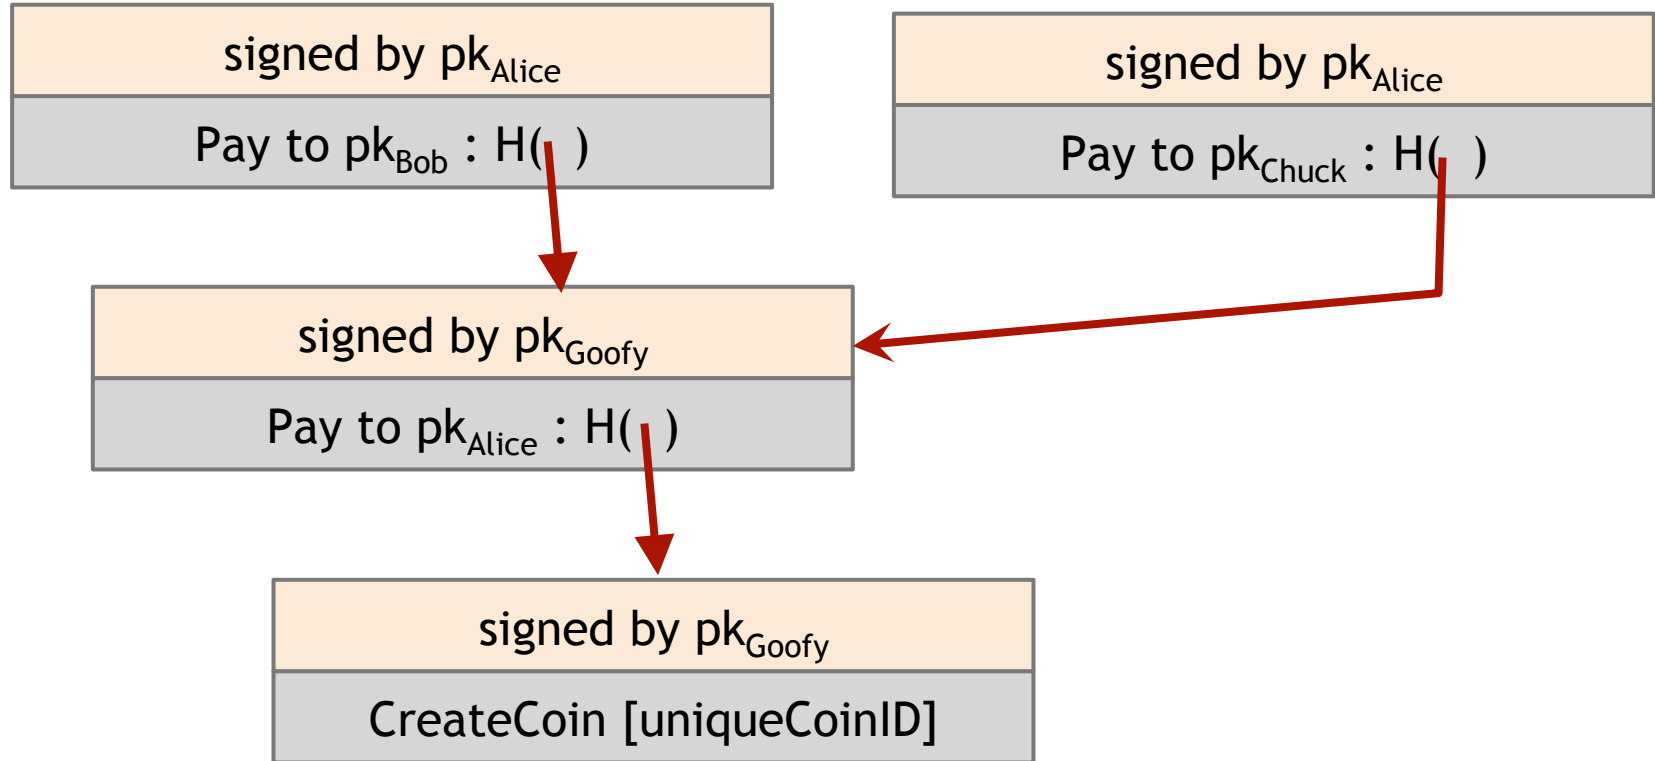 signed by pkAlice
Pay to pkBob : H( )
signed by pkAlice
Pay to pkChuck : H( )
signed by pkGoofy
Pay to pkAlice : H( )
signed by pkGoofy
CreateCoin [uniqueCoinID]